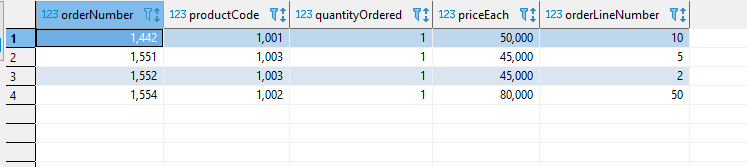 123 orderNumber 123 productCode 123 quantityOrdered 123 priceEach 123 orderLineNumber
1 1,442 1,001 1 50,000 10
2 1,551 1,003 1 45,000 5
3 1,552 1,003 1 45,000 2
4 1,554 1,002 1 80,000 50